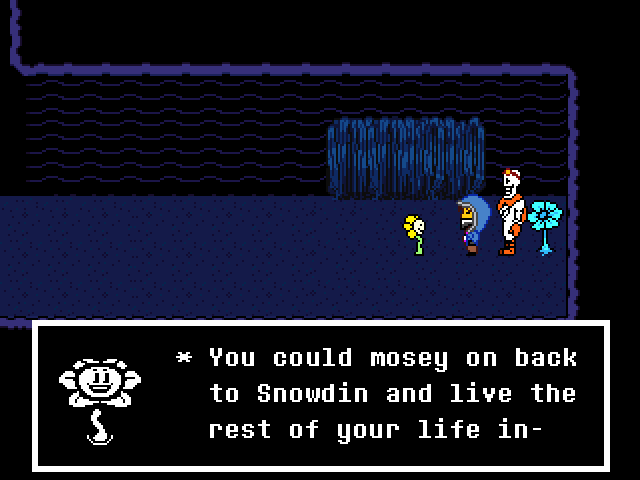 * You could mosey on back
to Snowdin and live the
rest of your life in-